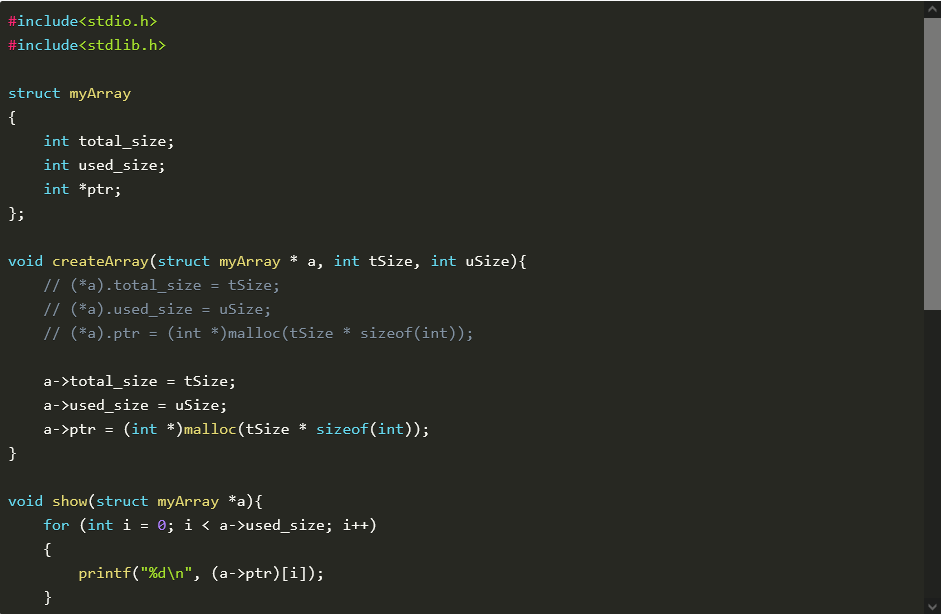 #include<stdio.h>
#include<stdlib.h>

struct myArray
{
    int total_size;
    int used_size;
    int *ptr;
};

void createArray(struct myArray * a, int tSize, int uSize){
    // (*a).total_size = tSize;
    // (*a).used_size = uSize;
    // (*a).ptr = (int *)malloc(tSize * sizeof(int));

    a->total_size = tSize;
    a->used_size = uSize;
    a->ptr = (int *)malloc(tSize * sizeof(int));
}

void show(struct myArray *a){
    for (int i = 0; i < a->used_size; i++)
    {
        printf("%d\n", (a->ptr)[i]);
    }